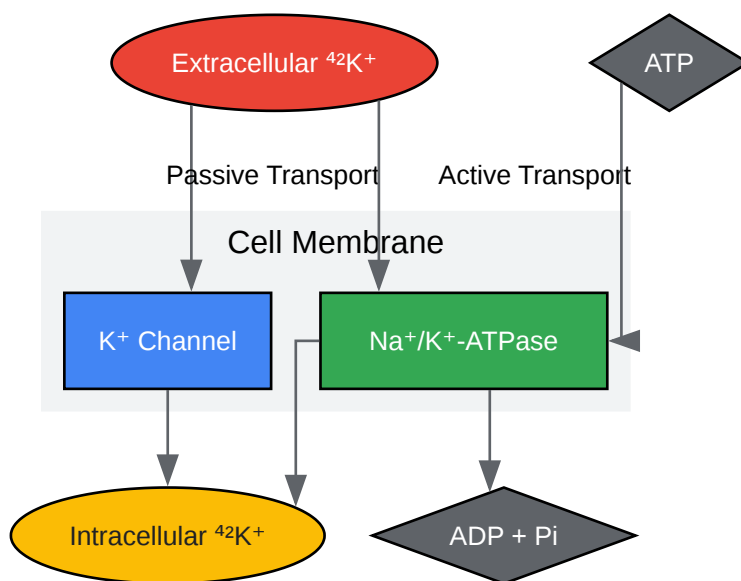 Extracellular ⁴²K⁺
ATP
Passive Transport
Active Transport
Cell Membrane
K⁺ Channel
Na⁺/K⁺-ATPase
Intracellular ⁴²K⁺
ADP + Pi